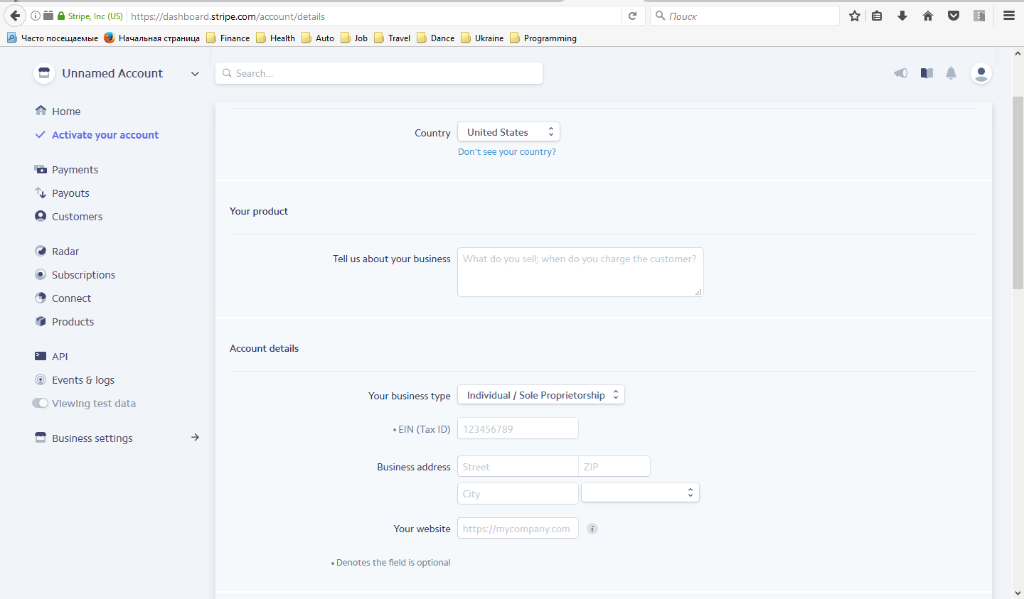 Stripe, Inc (US) https://dashboard.stripe.com/account/details Поиск
Часто посещаемые Начальная страница Finance Health Auto Job Travel Dance Ukraine Programming
Unnamed Account
Search...
Home
Activate your account
Payments
Payouts
Customers
Radar
Subscriptions
Connect
Products
API
Events & logs
Viewing test data
Business settings
Country United States
Don't see your country?
Your product
Tell us about your business What do you sell; when do you charge the customer?
Account details
Your business type Individual / Sole Proprietorship
• EIN (Tax ID) 123456789
Business address Street ZIP
City
Your website https://mycompany.com
• Denotes the field is optional